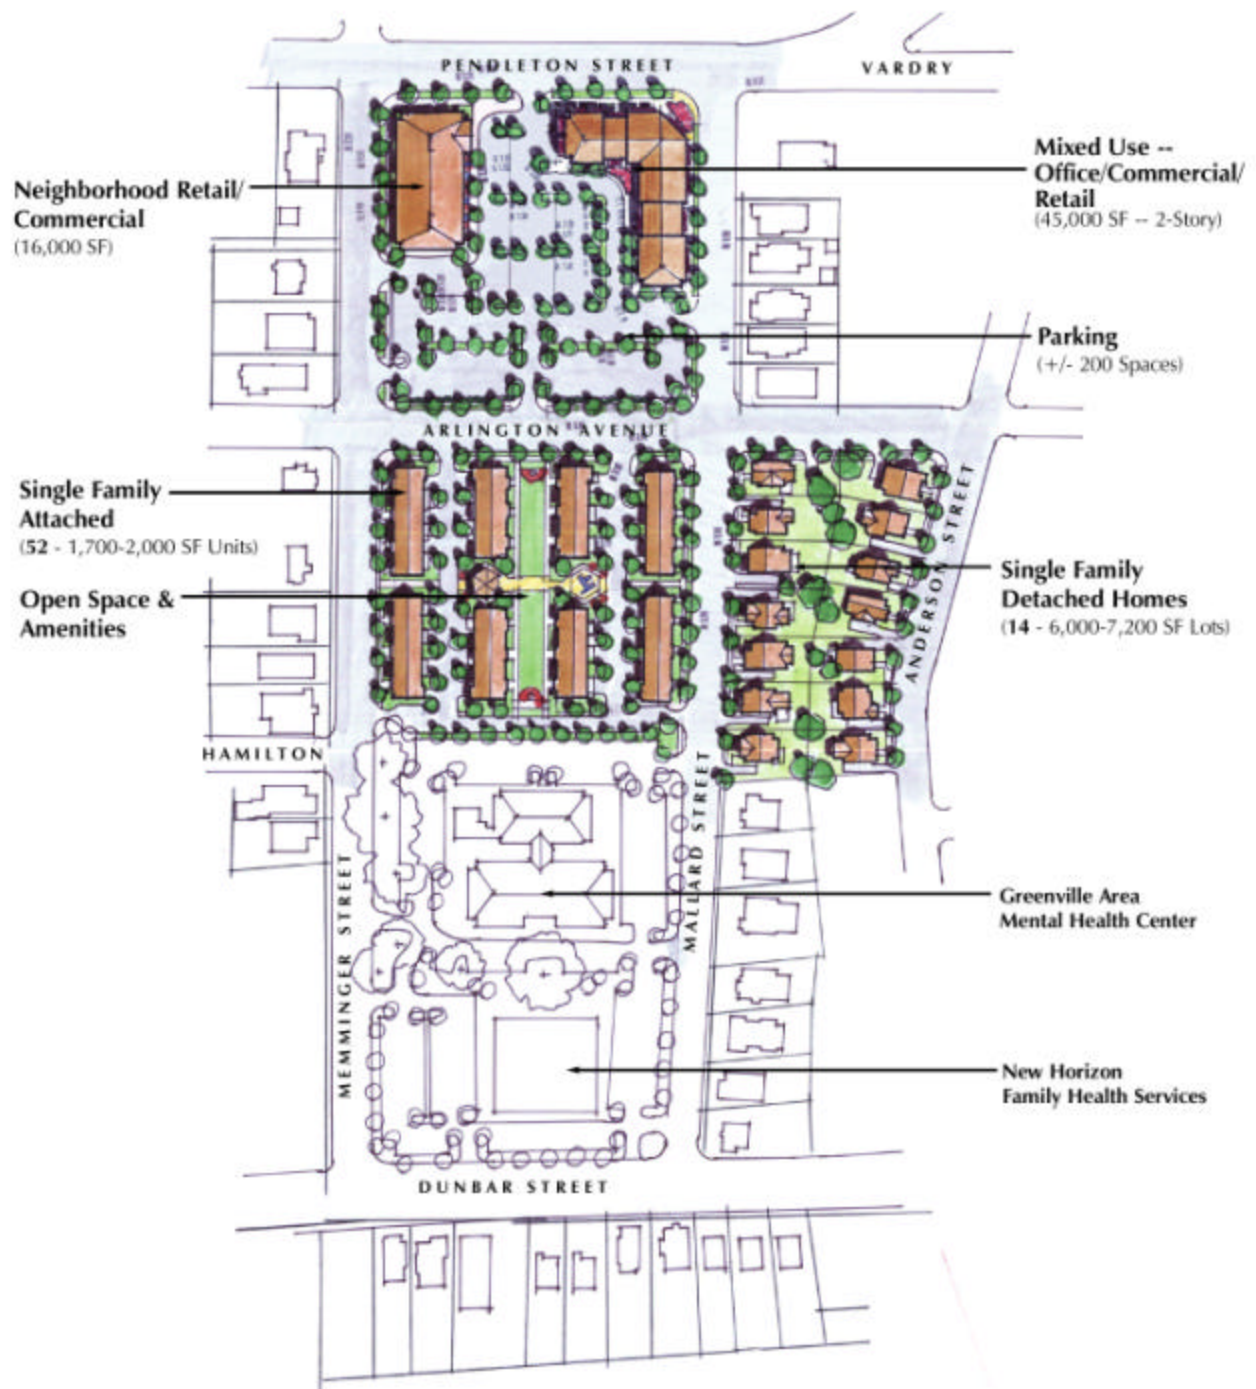 PENDLETON STREET
VARDRY
Neighborhood Retail/
Commercial
(16,000 SF)
Mixed Use --
Office/Commercial/
Retail
(45,000 SF -- 2-Story)
Parking
(+/- 200 Spaces)
ARLINGTON AVENUE
Single Family
Attached
(52 - 1,700-2,000 SF Units)
Open Space &
Amenities
ANDERSON STREET
Single Family
Detached Homes
(14 - 6,000-7,200 SF Lots)
HAMILTON
MEMMINGER STREET
MALLARD STREET
Greenville Area
Mental Health Center
New Horizon
Family Health Services
DUNBAR STREET